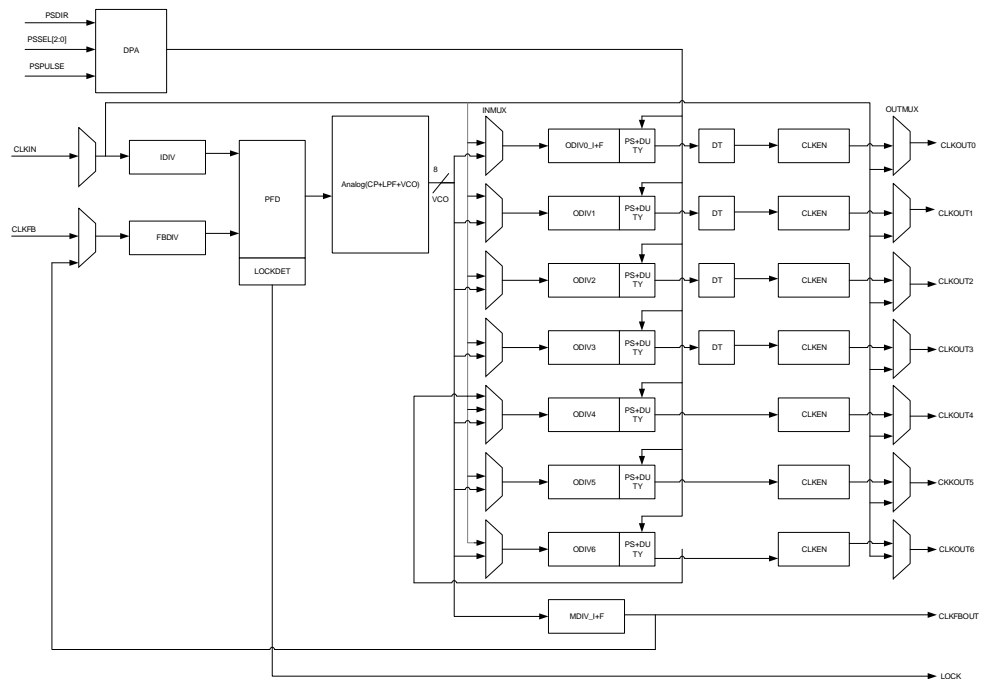 PSDIR
PSSEL[2:0]
PSPULSE
DPA
INMUX
OUTMUX
CLKIN
IDIV
PFD
Analog(CP+LPF+VCO)
8
VCO
ODIV0_I+F
PS+DU
TY
DT
CLKEN
CLKOUT0
CLKFB
FBDIV
LOCKDET
ODIV1
PS+DU
TY
DT
CLKEN
CLKOUT1
ODIV2
PS+DU
TY
DT
CLKEN
CLKOUT2
ODIV3
PS+DU
TY
DT
CLKEN
CLKOUT3
ODIV4
PS+DU
TY
CLKEN
CLKOUT4
ODIV5
PS+DU
TY
CLKEN
CKKOUT5
ODIV6
PS+DU
TY
CLKEN
CLKOUT6
MDIV_I+F
CLKFBOUT
LOCK